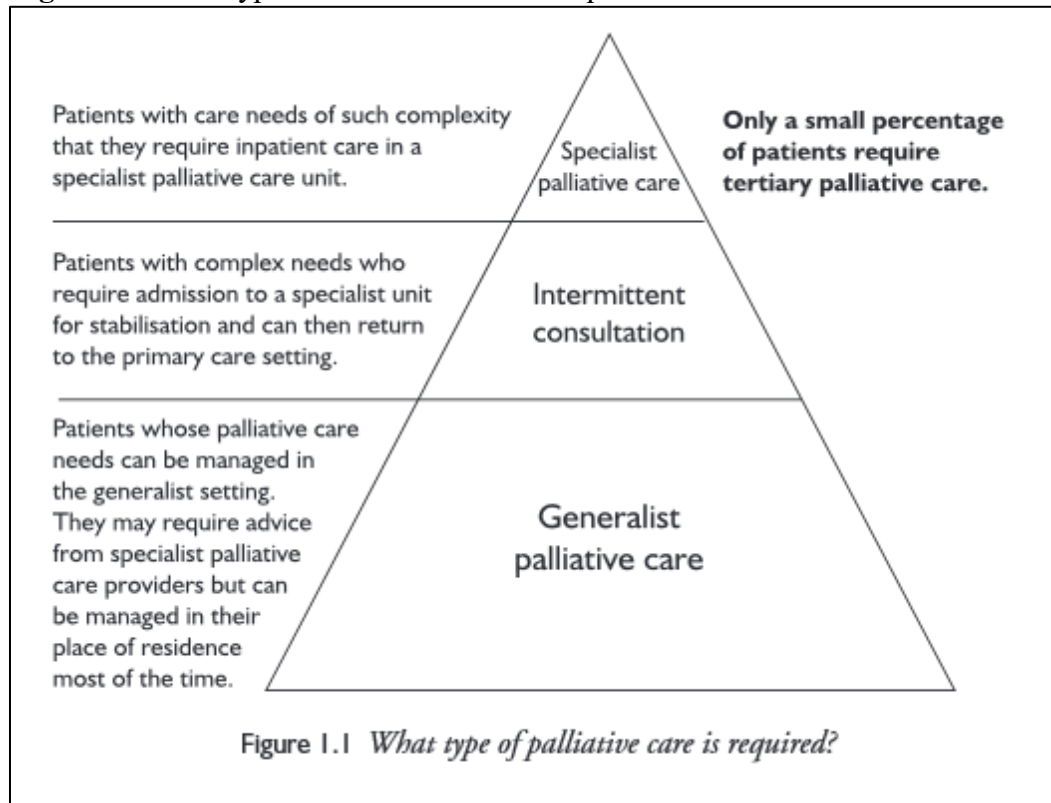 Patients with care needs of such complexity
that they require inpatient care in a
specialist palliative care unit.
Specialist
palliative care
Only a small percentage
of patients require
tertiary palliative care.
Patients with complex needs who
require admission to a specialist unit
for stabilisation and can then return
to the primary care setting.
Intermittent
consultation
Patients whose palliative care
needs can be managed in
the generalist setting.
They may require advice
from specialist palliative
care providers but can
be managed in their
place of residence
most of the time.
Generalist
palliative care
Figure 1.1 What type of palliative care is required?